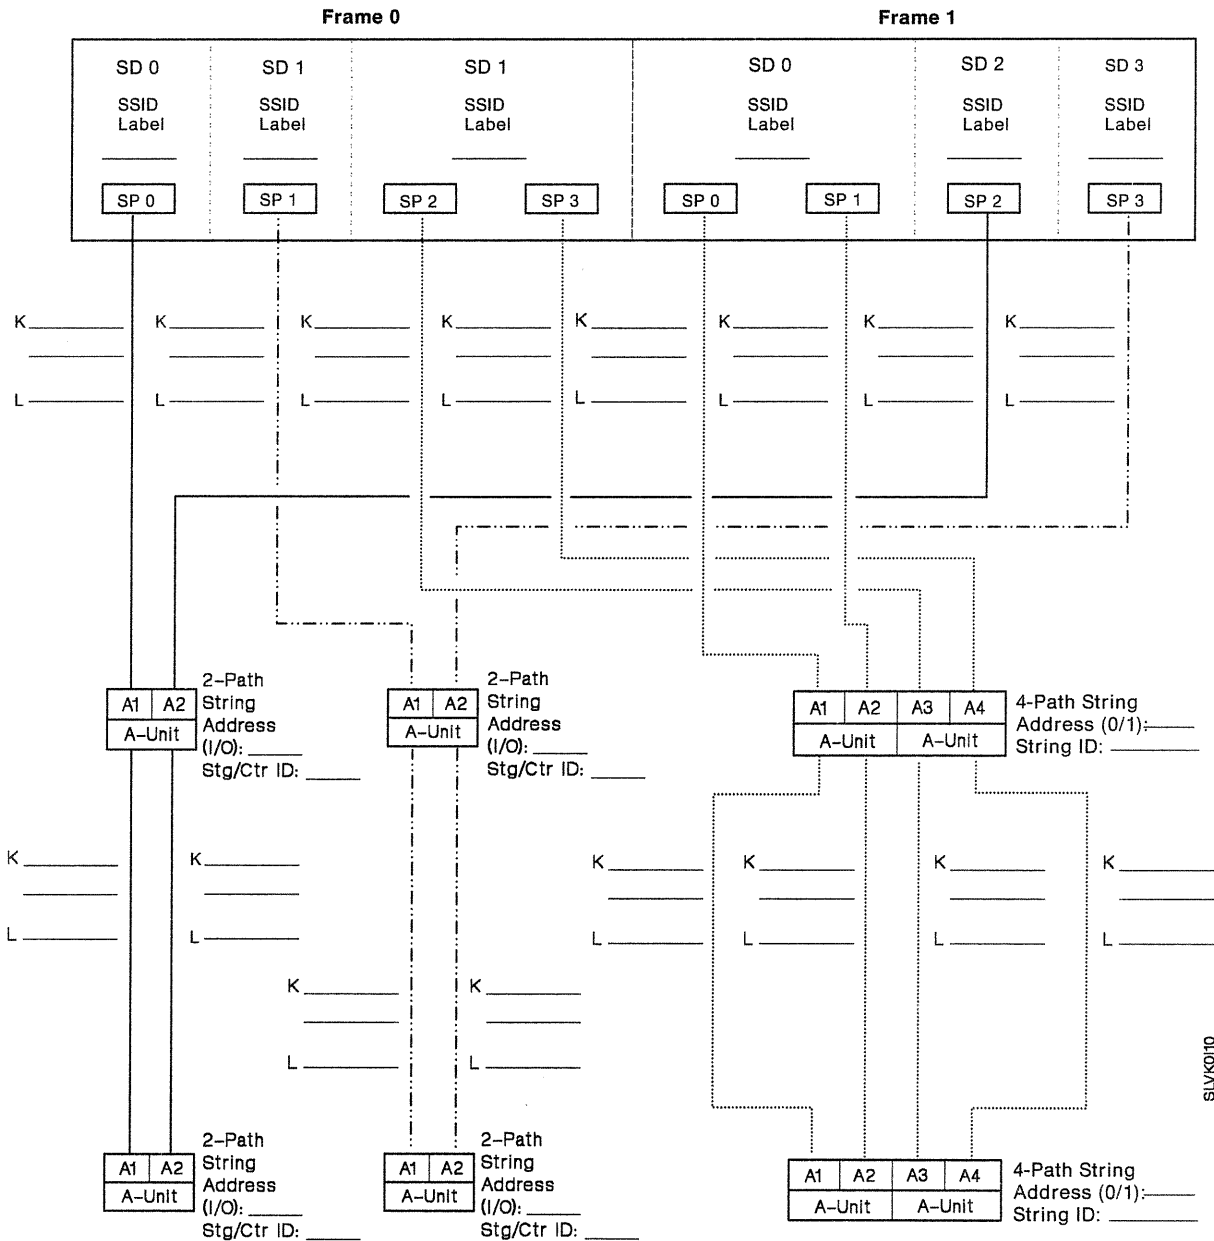 Frame 0 Frame 1
SD 0 SD 1 SD 1 SD 0 SD 2 SD 3
SSID SSID SSID SSID SSID SSID
Label Label Label Label Label Label
SP 0 SP 1 SP 2 SP 3 SP 0 SP 1 SP 2 SP 3
K K K K K K K K
L L L L L L L L
2-Path 2-Path
A1 A2 String A1 A2 String A1 A2 A3 A4 4-Path String
A-Unit Address A-Unit Address A-Unit A-Unit Address (0/1):
(I/O): (I/O): String ID:
Stg/Ctr ID: Stg/Ctr ID:
K K K K K K
L L L L L L
K K
L L
SLVK0I10
2-Path 2-Path
A1 A2 String A1 A2 String A1 A2 A3 A4 4-Path String
A-Unit Address A-Unit Address A-Unit A-Unit Address (0/1):
(I/O): (I/O): String ID:
Stg/Ctr ID: Stg/Ctr ID: